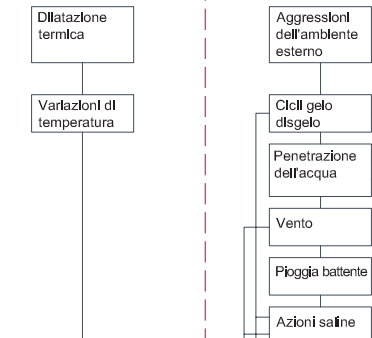 Dilatazione
termica
Variazioni di
temperatura
Aggressioni
dell'ambiente
esterno
Cicli gelo
disgelo
Penetrazione
dell'acqua
Vento
Pioggia battente
Azioni saline